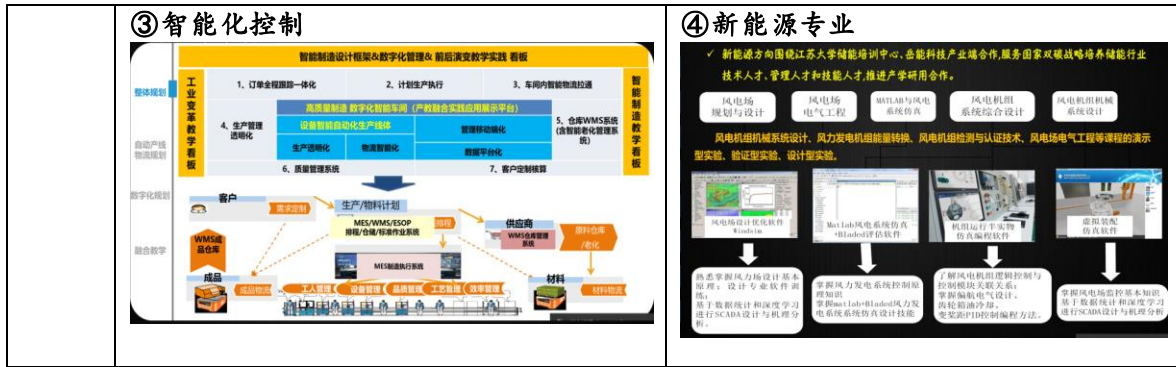 ③智能化控制
智能制造设计框架&数字化管理& 前后演变教学实践 看板
整体规划
自动产线
物流规划
数字化规划
融合教学
工业变革教学看板
1、订单全程跟踪一体化
2、计划生产执行
3、车间内智能物流拉通
高质量制造 数字化智能车间（产教融合实践应用展示平台）
4、生产管理
透明化
设备智能自动化生产线体
管理移动端化
生产透明化
物流智能化
数据平台化
5、仓库WMS系统
(含智能老化管理系
统)
6、质量管理系统
7、客户定制核算
智能制造教学看板
客户
需求定制
生产/物料计划
MES/WMS/ESOP
排程/仓储/标准作业系统
排程
供应商
WMS仓库管理
系统
原料仓库
/老化
WMS成
品仓库
MES制造执行系统
成品
成品物流
材料
材料物流
工人管理
设备管理
品质管理
工艺管理
效率管理
④新能源专业
✓ 新能源方向围绕江苏大学储能培训中心、岳能科技产业端合作,服务国家双碳战略培养储能行业
技术人才,管理人才和技能人才,推进产学研用合作。
风电场
规划与设计
风电场
电气工程
MATLAB与风电
系统仿真
风电机组
系统综合设计
风电机组机械
系统设计
风电机组机械系统设计、风力发电机组能量转换、风电机组检测与认证技术、风电场电气工程等课程的演示
型实验、验证型实验、设计型实验。
风电场设计优化软件
Windsim
Matlab风电系统仿真
+Bladed评估软件
机组运行半实物
仿真编程软件
虚拟装配
仿真软件
熟悉掌握风力场设计基本
原理；设计专业软件训
练；
基于数据统计和深度学习
进行SCADA设计与机理分
析。
掌握风力发电系统控制原
理知识
掌握matlab+Bladed风力发
电系统系统仿真设计技能
了解风电机组逻辑控制与
控制模块关联关系；
掌握偏航电气设计、
齿轮箱油冷却、
变桨距PID控制编程方法。
掌握风电场监控基本知识
基于数据统计和深度学习
进行SCADA设计与机理分析